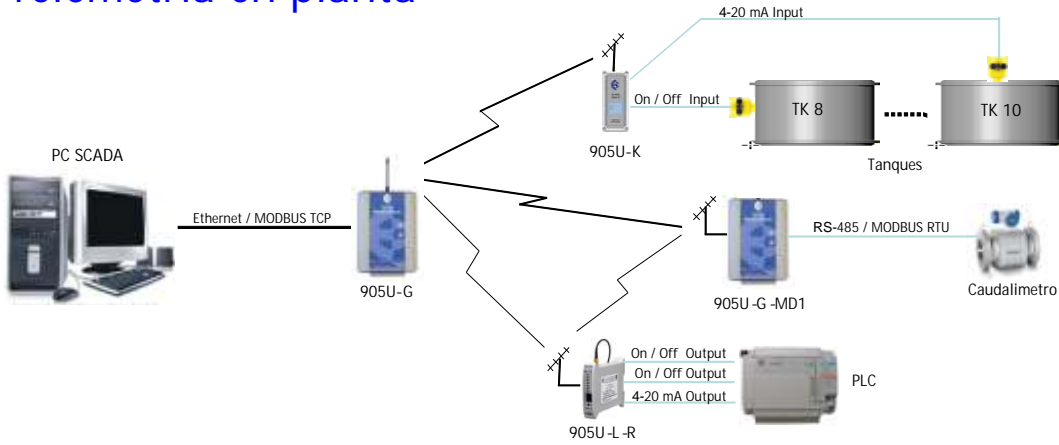 Telemetría en planta
4-20 mA Input
On / Off Input
TK 8
TK 10
905U-K
Tanques
PC SCADA
Ethernet / MODBUS TCP
905U-G
RS-485 / MODBUS RTU
905U-G-MD1
Caudalimetro
On / Off Output
On / Off Output
4-20 mA Output
PLC
905U-L-R